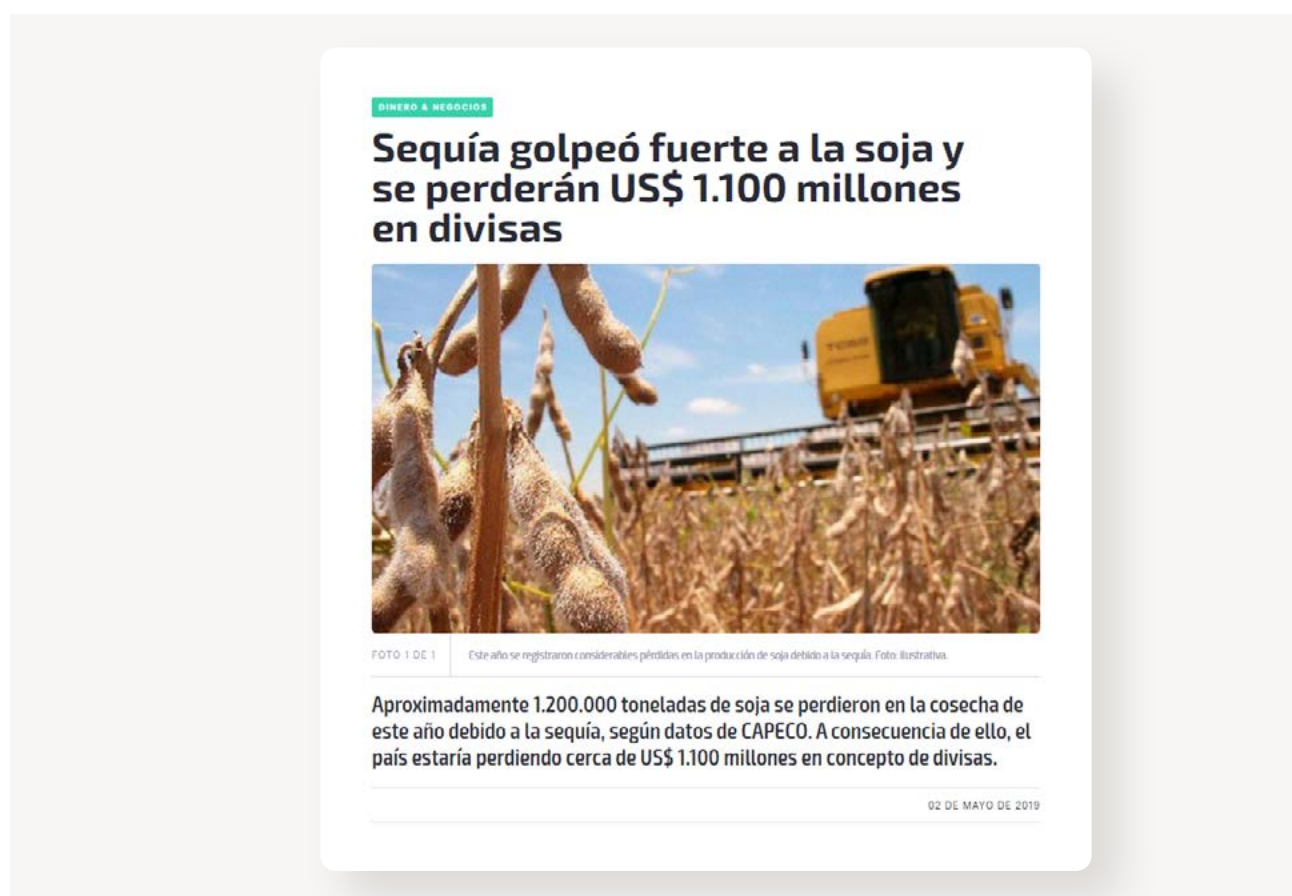 DINERO & NEGOCIOS
Sequía golpeó fuerte a la soja y
se perderán US$ 1.100 millones
en divisas
FOTO 1 DE 1
Este año se registraron considerables pérdidas en la producción de soja debido a la sequía. Foto: Ilustrativa.
Aproximadamente 1.200.000 toneladas de soja se perdieron en la cosecha de
este año debido a la sequía, según datos de CAPECO. A consecuencia de ello, el
país estaría perdiendo cerca de US$ 1.100 millones en concepto de divisas.
02 DE MAYO DE 2019